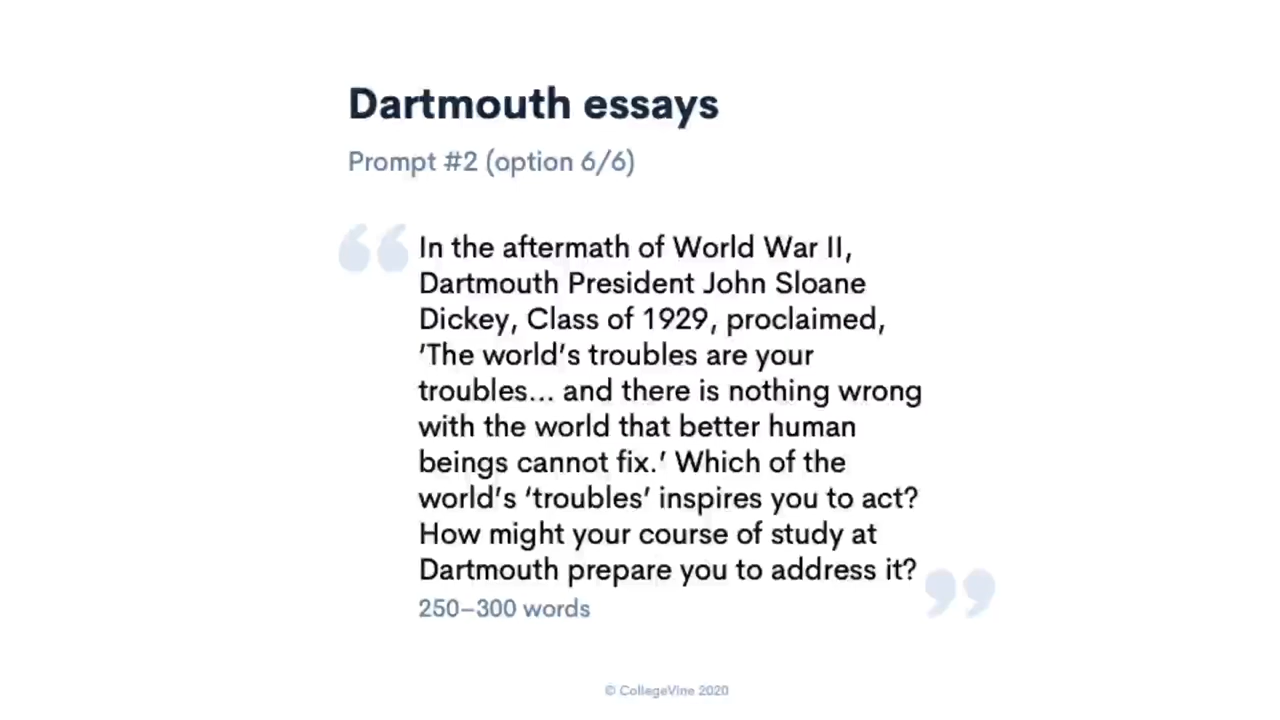 Dartmouth essays
Prompt #2 (option 6/6)
“ In the aftermath of World War II,
Dartmouth President John Sloane
Dickey, Class of 1929, proclaimed,
‘The world’s troubles are your
troubles... and there is nothing wrong
with the world that better human
beings cannot fix.’ Which of the
world’s ‘troubles’ inspires you to act?
How might your course of study at
Dartmouth prepare you to address it? ”
250–300 words
© CollegeVine 2020